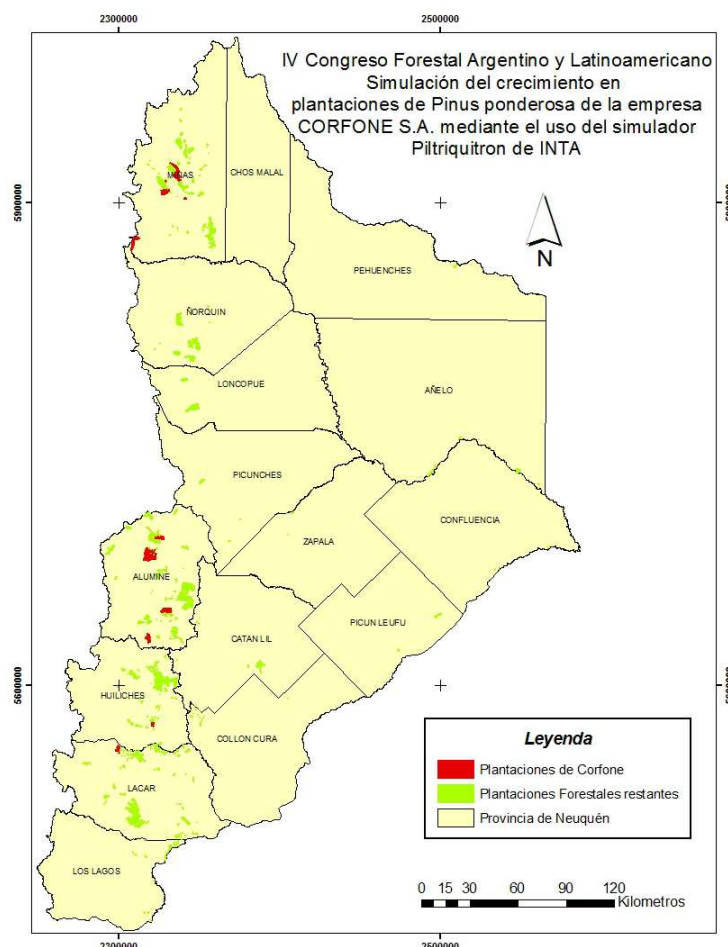 2300000
2500000
IV Congreso Forestal Argentino y Latinoamericano
Simulación del crecimiento en
plantaciones de Pinus ponderosa de la empresa
CORFONE S.A. mediante el uso del simulador
Piltriquitron de INTA
MINAS
CHOS MALAL
5900000
N
PEHUENCHES
ÑORQUIN
LONCOPUE
AÑELO
PICUNCHES
CONFLUENCIA
ZAPALA
ALUMINE
PICUN LEUFU
CATAN LIL
5600000
HUILICHES
COLLON CURA
Leyenda
Plantaciones de Corfone
Plantaciones Forestales restantes
Provincia de Neuquén
LACAR
LOS LAGOS
0 15 30 60 90 120
Kilometros